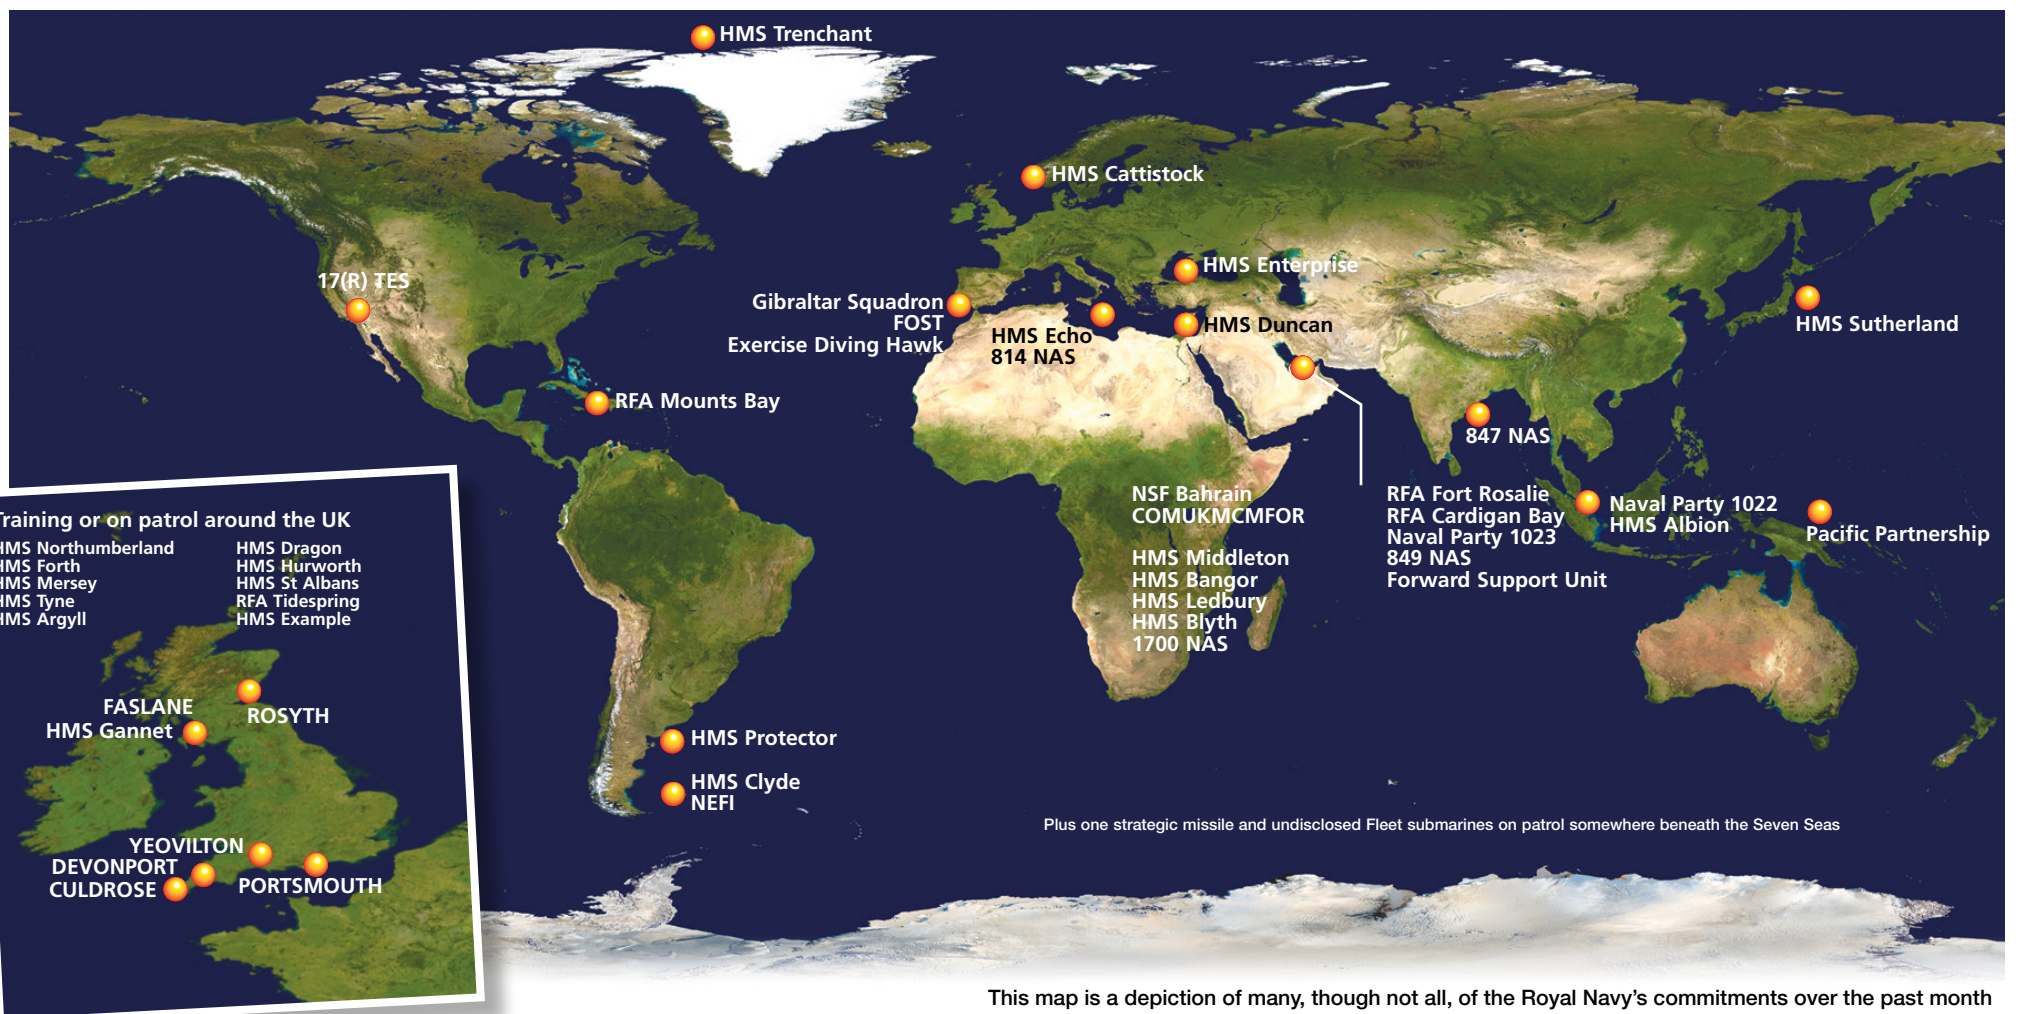 HMS Trenchant
HMS Cattistock
17(R) TES
HMS Enterprise
Gibraltar Squadron
FOST
Exercise Diving Hawk
HMS Echo
814 NAS
HMS Duncan
HMS Sutherland
RFA Mounts Bay
847 NAS
NSF Bahrain
COMUKMCMFOR
HMS Middleton
HMS Bangor
HMS Ledbury
HMS Blyth
1700 NAS
RFA Fort Rosalie
RFA Cardigan Bay
Naval Party 1023
849 NAS
Forward Support Unit
Naval Party 1022
HMS Albion
Pacific Partnership
Training or on patrol around the UK
HMS Northumberland
HMS Forth
HMS Mersey
HMS Tyne
HMS Argyll
HMS Dragon
HMS Hurworth
HMS St Albans
RFA Tidespring
HMS Example
FASLANE
HMS Gannet
ROSYTH
YEOVILTON
DEVONPORT
CULDROSE
PORTSMOUTH
HMS Protector
HMS Clyde
NEFI
Plus one strategic missile and undisclosed Fleet submarines on patrol somewhere beneath the Seven Seas
This map is a depiction of many, though not all, of the Royal Navy's commitments over the past month